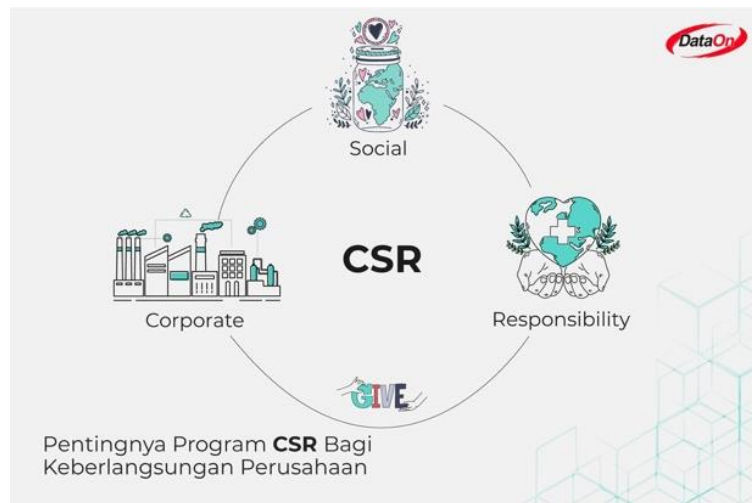 DataOn
Social
CSR
Corporate
Responsibility
GIVE
Pentingnya Program CSR Bagi
Keberlangsungan Perusahaan